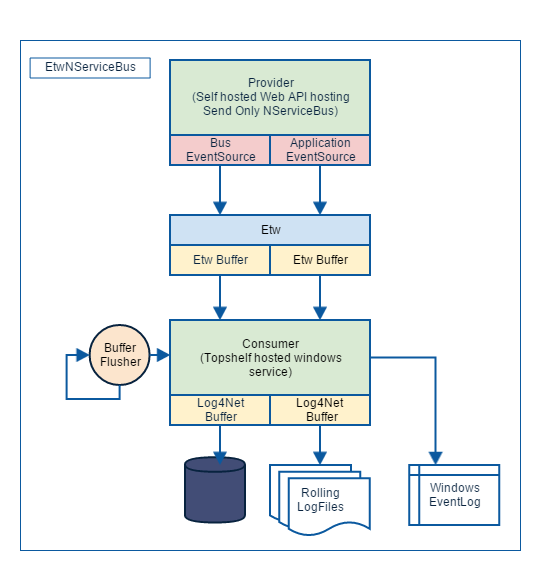 EtwNServiceBus
Provider
(Self hosted Web API hosting
Send Only NServiceBus)
Bus
EventSource
Application
EventSource
Etw
Etw Buffer
Etw Buffer
Buffer
Flusher
Consumer
(Topshelf hosted windows
service)
Log4Net
Buffer
Log4Net
Buffer
Rolling
LogFiles
Windows
EventLog